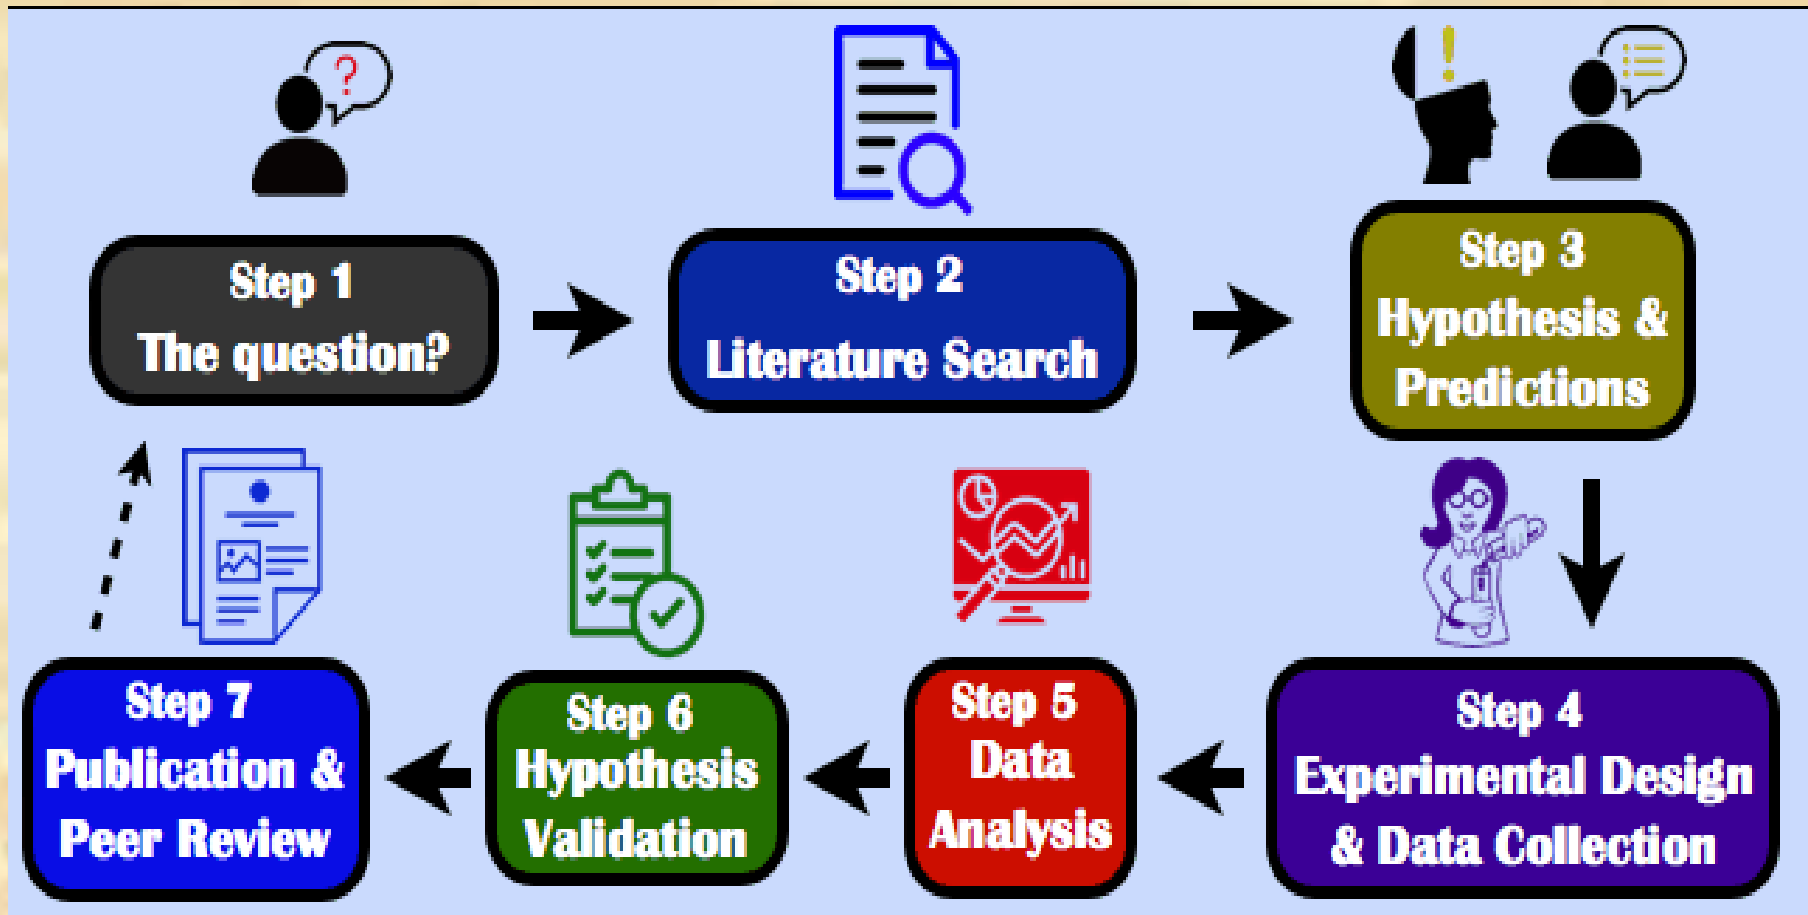 Step 1
The question?
Step 2
Literature Search
Step 3
Hypothesis &
Predictions
Step 4
Experimental Design
& Data Collection
Step 5
Data
Analysis
Step 6
Hypothesis
Validation
Step 7
Publication &
Peer Review